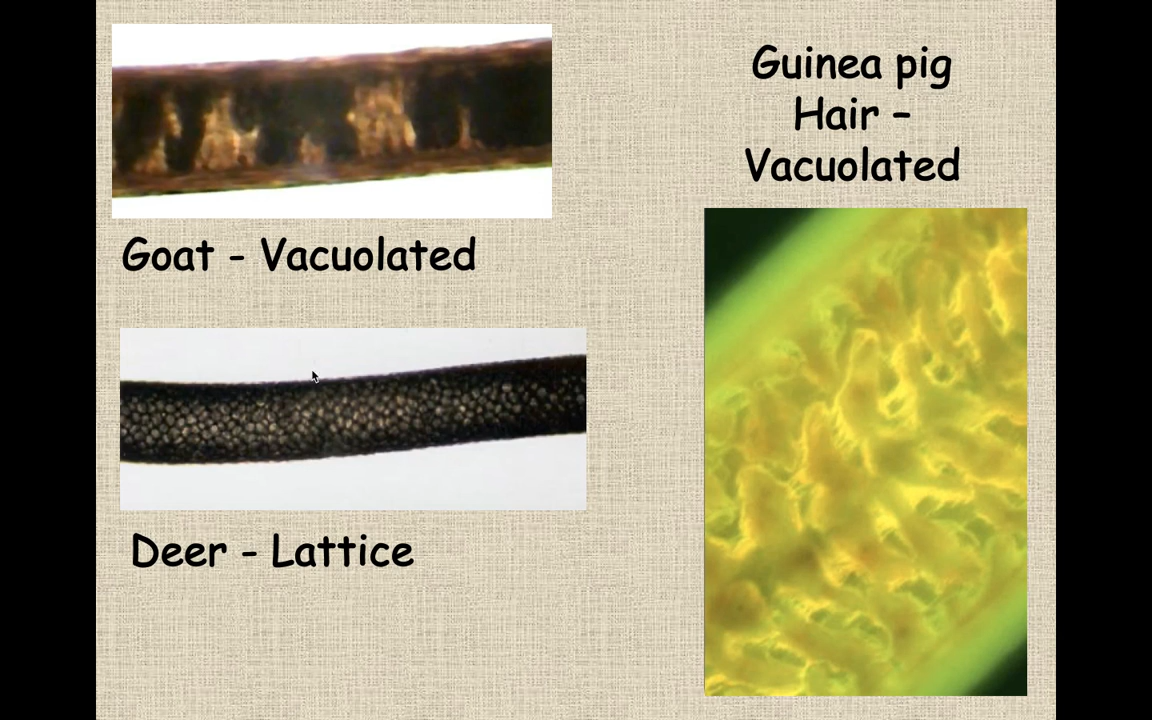 Guinea pig
Hair –
Vacuolated
Goat - Vacuolated
Deer - Lattice